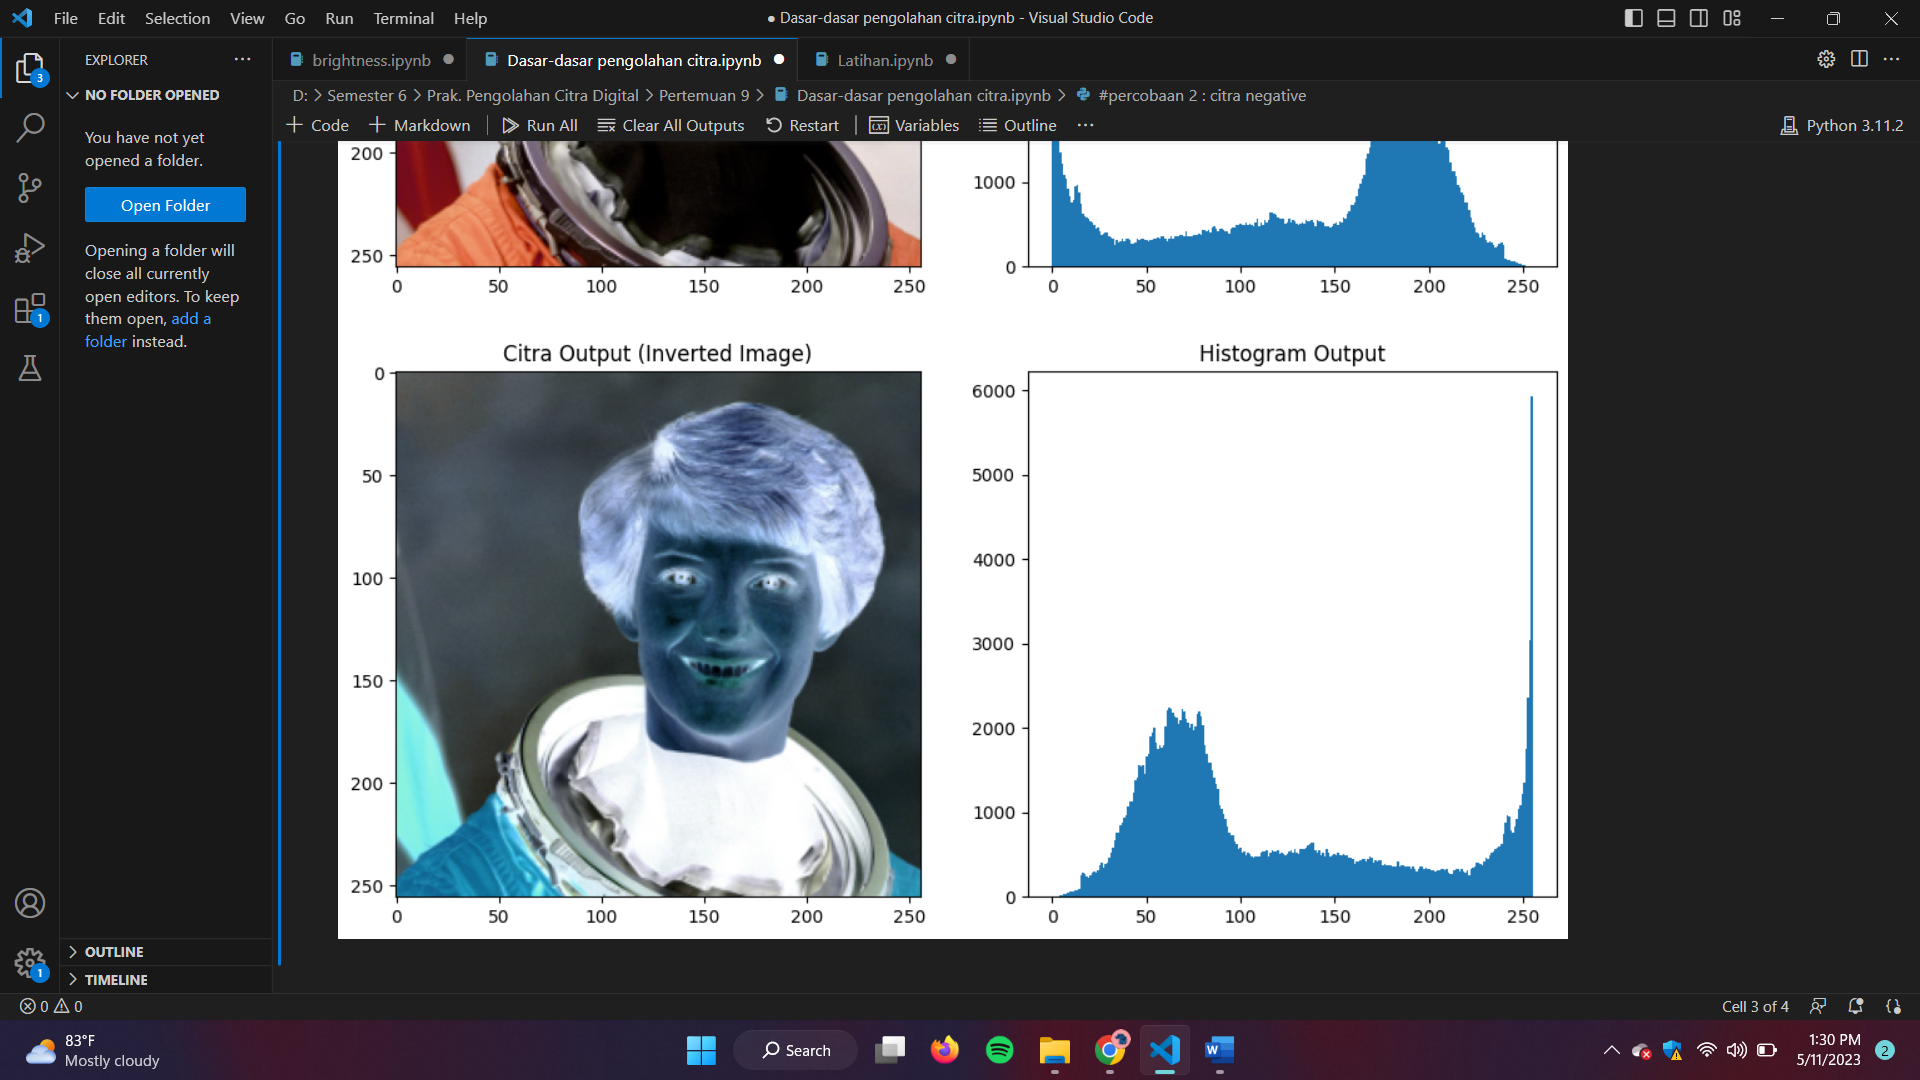 File Edit Selection View Go Run Terminal Help
● Dasar-dasar pengolahan citra.ipynb - Visual Studio Code
EXPLORER
brightness.ipynb
Dasar-dasar pengolahan citra.ipynb
Latihan.ipynb
NO FOLDER OPENED
D: > Semester 6 > Prak. Pengolahan Citra Digital > Pertemuan 9 > Dasar-dasar pengolahan citra.ipynb > #percobaan 2 : citra negative
+ Code + Markdown Run All Clear All Outputs Restart Variables Outline ...
Python 3.11.2
You have not yet
opened a folder.
Open Folder
Opening a folder will
close all currently
open editors. To keep
them open, add a
folder instead.
3
1
200
250
0 50 100 150 200 250
1000
0
0 50 100 150 200 250
Citra Output (Inverted Image)
0
50
100
150
200
250
0 50 100 150 200 250
Histogram Output
6000
5000
4000
3000
2000
1000
0
0 50 100 150 200 250
1
OUTLINE
TIMELINE
0 0
Cell 3 of 4
83°F
Mostly cloudy
Search
1:30 PM
5/11/2023
2